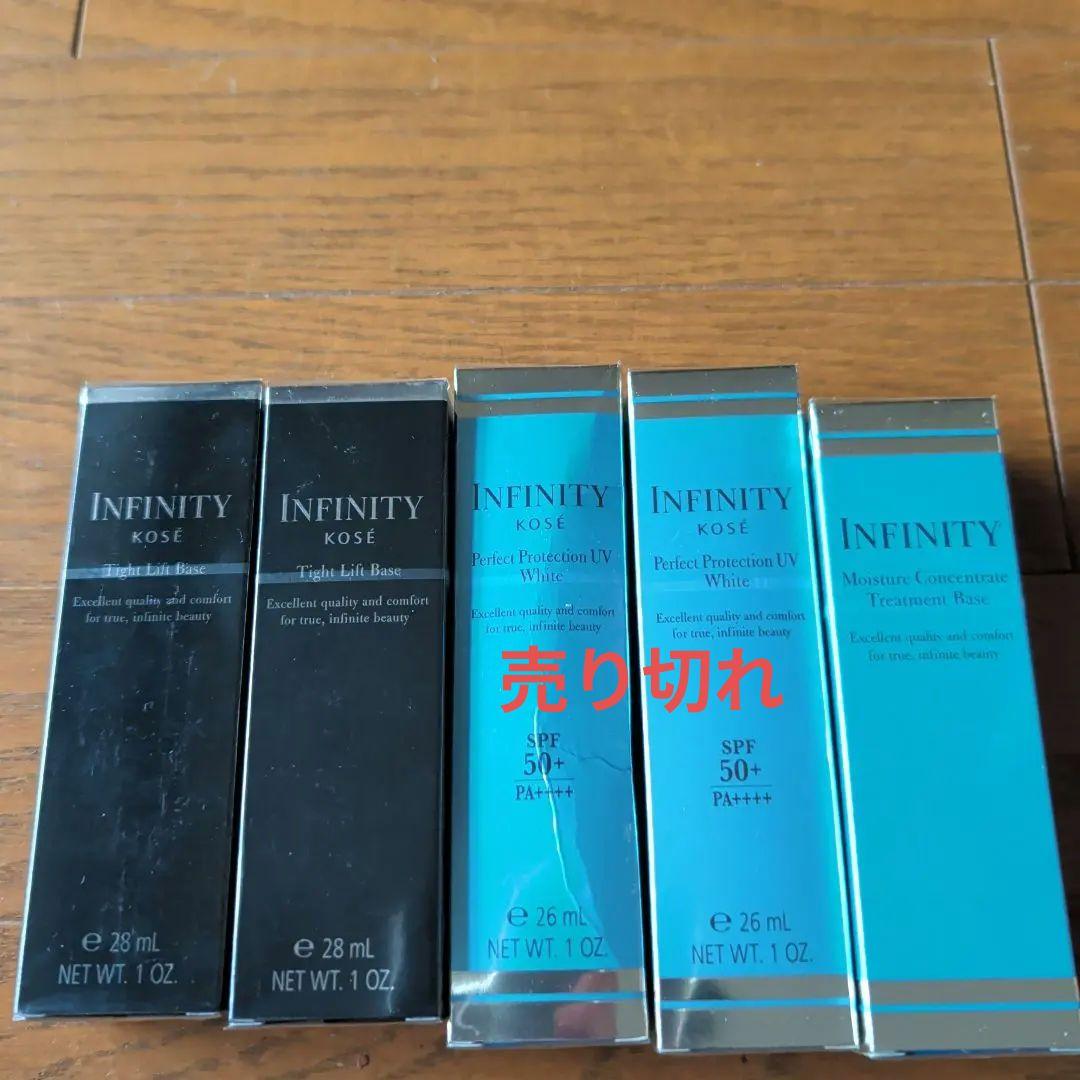 INFINITY
KOSÉ
Tight Lift Base
Excellent quality and comfort
for true, infinite beauty
e 28 mL
NET WT. 1 OZ.
INFINITY
KOSÉ
Tight Lift Base
Excellent quality and comfort
for true, infinite beauty
e 28 mL
NET WT. 1 OZ.
INFINITY
KOSÉ
Perfect Protection UV
White
Excellent quality and comfort
for true, infinite beauty
SPF
50+
PA++++
e 26 mL
NET WT. 1 OZ.
INFINITY
KOSÉ
Perfect Protection UV
White
Excellent quality and comfort
for true, infinite beauty
SPF
50+
PA++++
e 26 mL
NET WT. 1 OZ.
INFINITY
Moisture Concentrate
Treatment Base
Excellent quality and comfort
for true, infinite beauty
売り切れ